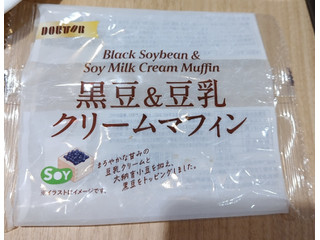 DOUTOR
Black Soybean &
Soy Milk Cream Muffin
黒豆&豆乳
クリームマフィン
まろやかな甘みの
豆乳クリームと
大納言小豆を加え、
黒豆をトッピングしました。
SOY
※イラストはイメージです。